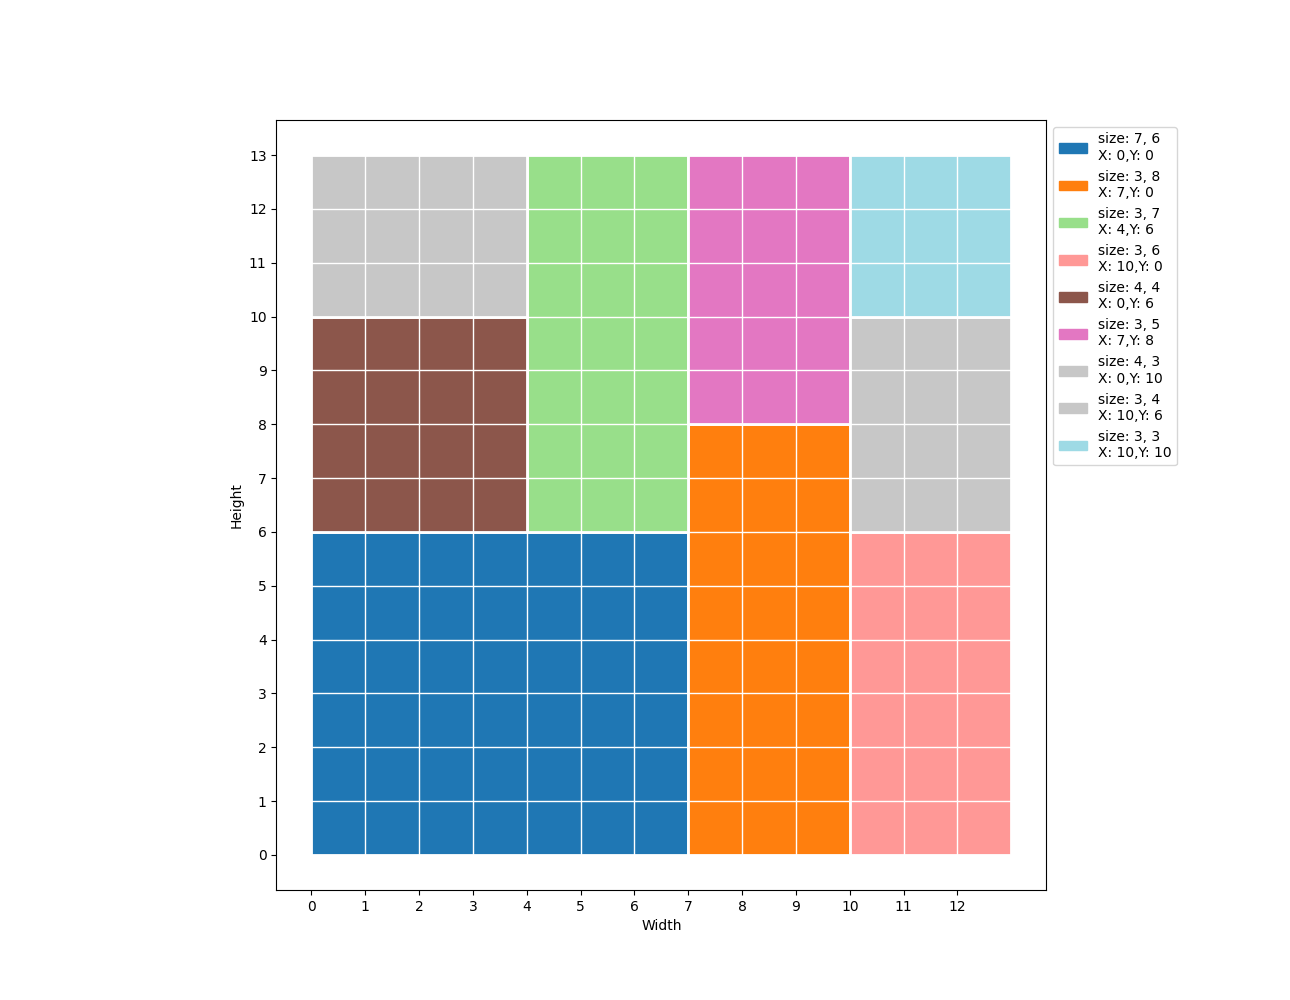 13
12
11
10
9
8
7
6
5
4
3
2
1
0
Height
0 1 2 3 4 5 6 7 8 9 10 11 12
Width
size: 7, 6
X: 0,Y: 0
size: 3, 8
X: 7,Y: 0
size: 3, 7
X: 4,Y: 6
size: 3, 6
X: 10,Y: 0
size: 4, 4
X: 0,Y: 6
size: 3, 5
X: 7,Y: 8
size: 4, 3
X: 0,Y: 10
size: 3, 4
X: 10,Y: 6
size: 3, 3
X: 10,Y: 10